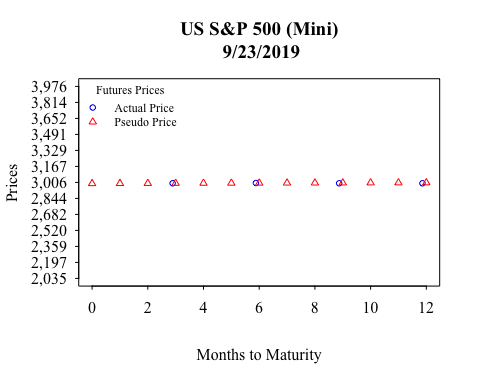 US S&P 500 (Mini)
9/23/2019
Futures Prices
Actual Price
Pseudo Price
Prices
3,976
3,814
3,652
3,491
3,329
3,167
3,006
2,844
2,682
2,520
2,359
2,197
2,035
0 2 4 6 8 10 12
Months to Maturity